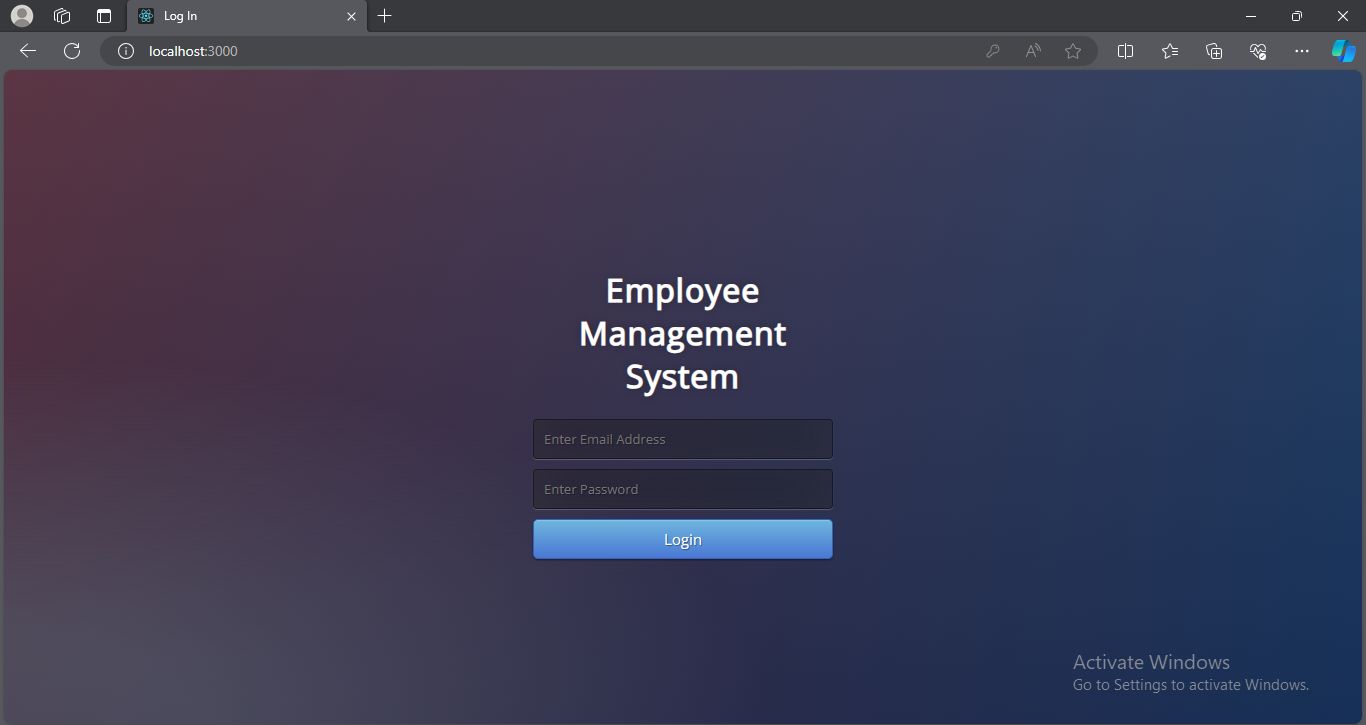 Log In
localhost:3000
Employee
Management
System
Enter Email Address
Enter Password
Login
Activate Windows
Go to Settings to activate Windows.